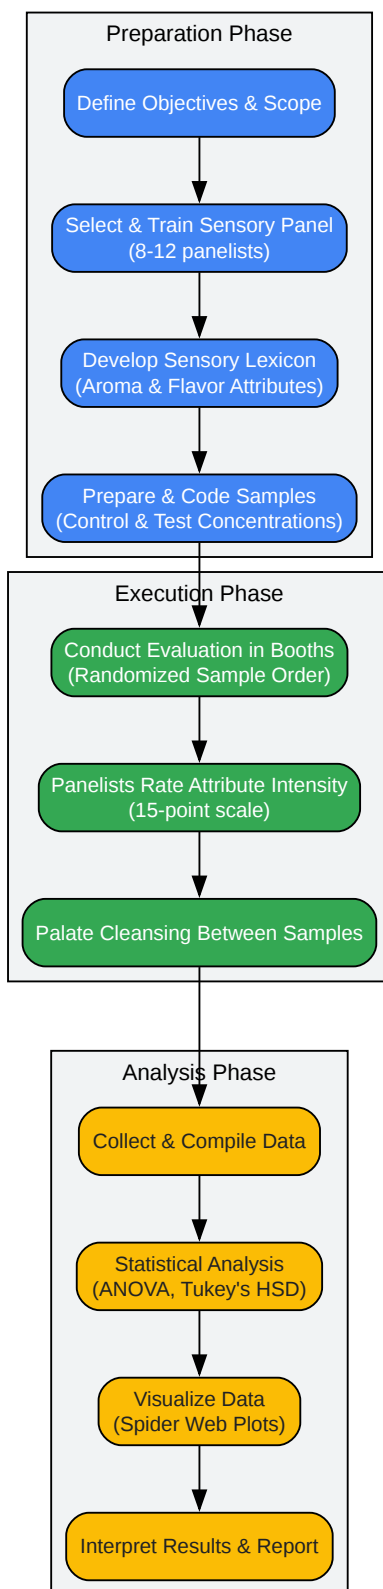 Preparation Phase
Define Objectives & Scope
Select & Train Sensory Panel
(8-12 panelists)
Develop Sensory Lexicon
(Aroma & Flavor Attributes)
Prepare & Code Samples
(Control & Test Concentrations)
Execution Phase
Conduct Evaluation in Booths
(Randomized Sample Order)
Panelists Rate Attribute Intensity
(15-point scale)
Palate Cleansing Between Samples
Analysis Phase
Collect & Compile Data
Statistical Analysis
(ANOVA, Tukey's HSD)
Visualize Data
(Spider Web Plots)
Interpret Results & Report